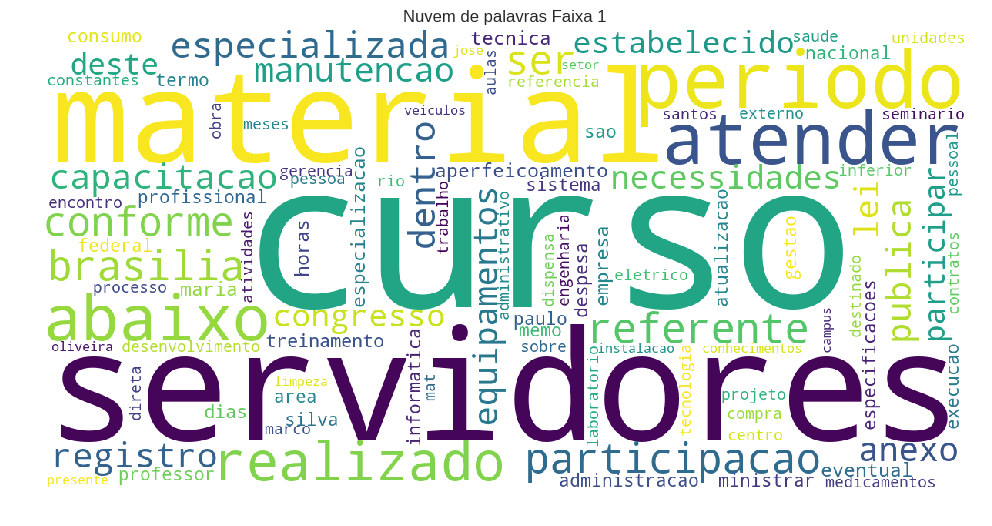 Nuvem de palavras Faixa 1
consumo
especializada
tecnica
jose
ser
estabelecido
saude
nacional
unidades
deste
constantes
termo
manutencao
setor
referencia
aulas
periodo
material
obra
meses
veiculos
sao
santos
externo
seminario
atender
capacitacao
gerencia
pessoa
rio
aperfeicoamento
sistema
necessidades
inferior
pessoal
encontro
profissional
especializacao
dentro
trabalho
conforme
curso
lei
participar
publica
federal
atividades
horas
equipamentos
administrativo
engenharia
dispensa
despesa
empresa
eletrico
atualizacao
gestao
destinado
contratos
brasilia
processo
maria
abaixo
congresso
paulo
memo
sobre
referente
campus
especificacoes
execucao
oliveira
desenvolvimento
treinamento
informatica
instalacao
conhecimentos
servidores
direta
limpeza
area
mat
laboratorio
tecnologia
projeto
compra
centro
dias
silva
marco
registro
realizado
participacao
anexo
presente
professor
administracao
ministrar
eventual
medicamentos